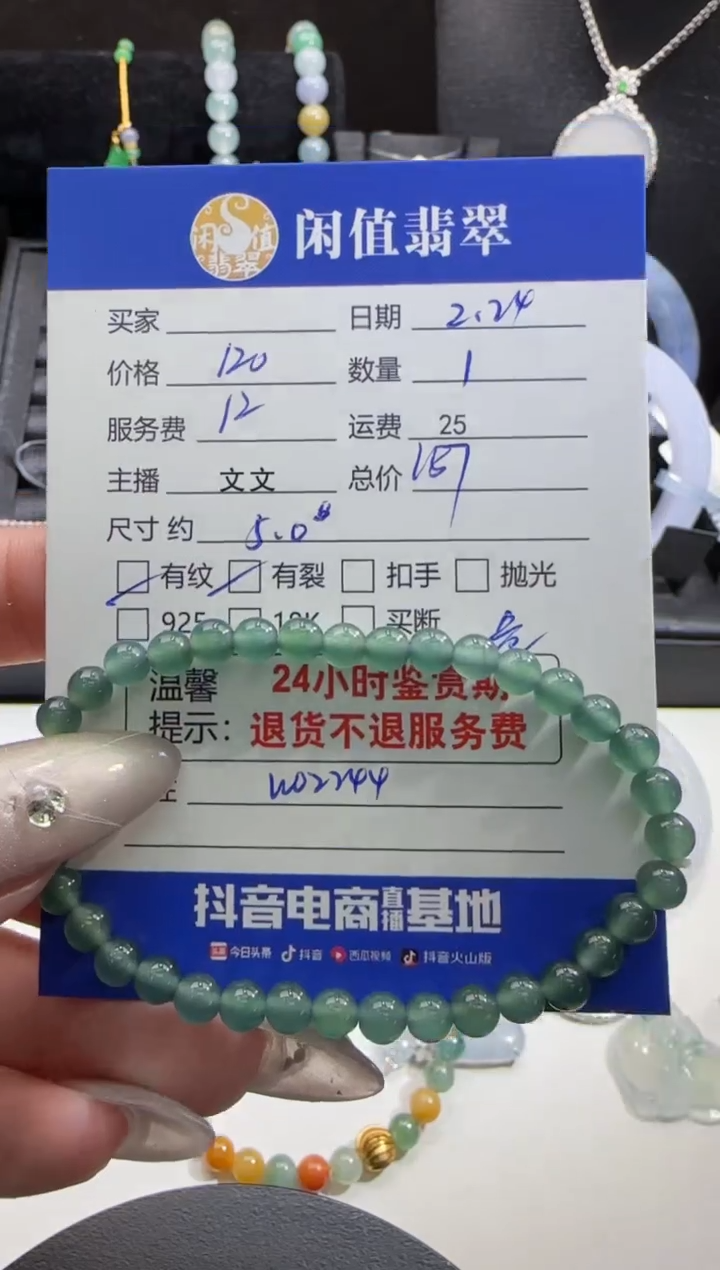 闲值翡翠
闲值翡翠
买家 日期 2.24
价格 120 数量 1
服务费 12 运费 25
主播 文文 总价 157
尺寸 约 5.0
有纹 有裂 扣手 抛光
925 18K 买断
温馨 24小时鉴赏期
提示：退货不退服务费
W02744
抖音电商直播基地
头条 今日头条 抖音 西瓜视频 抖音火山版